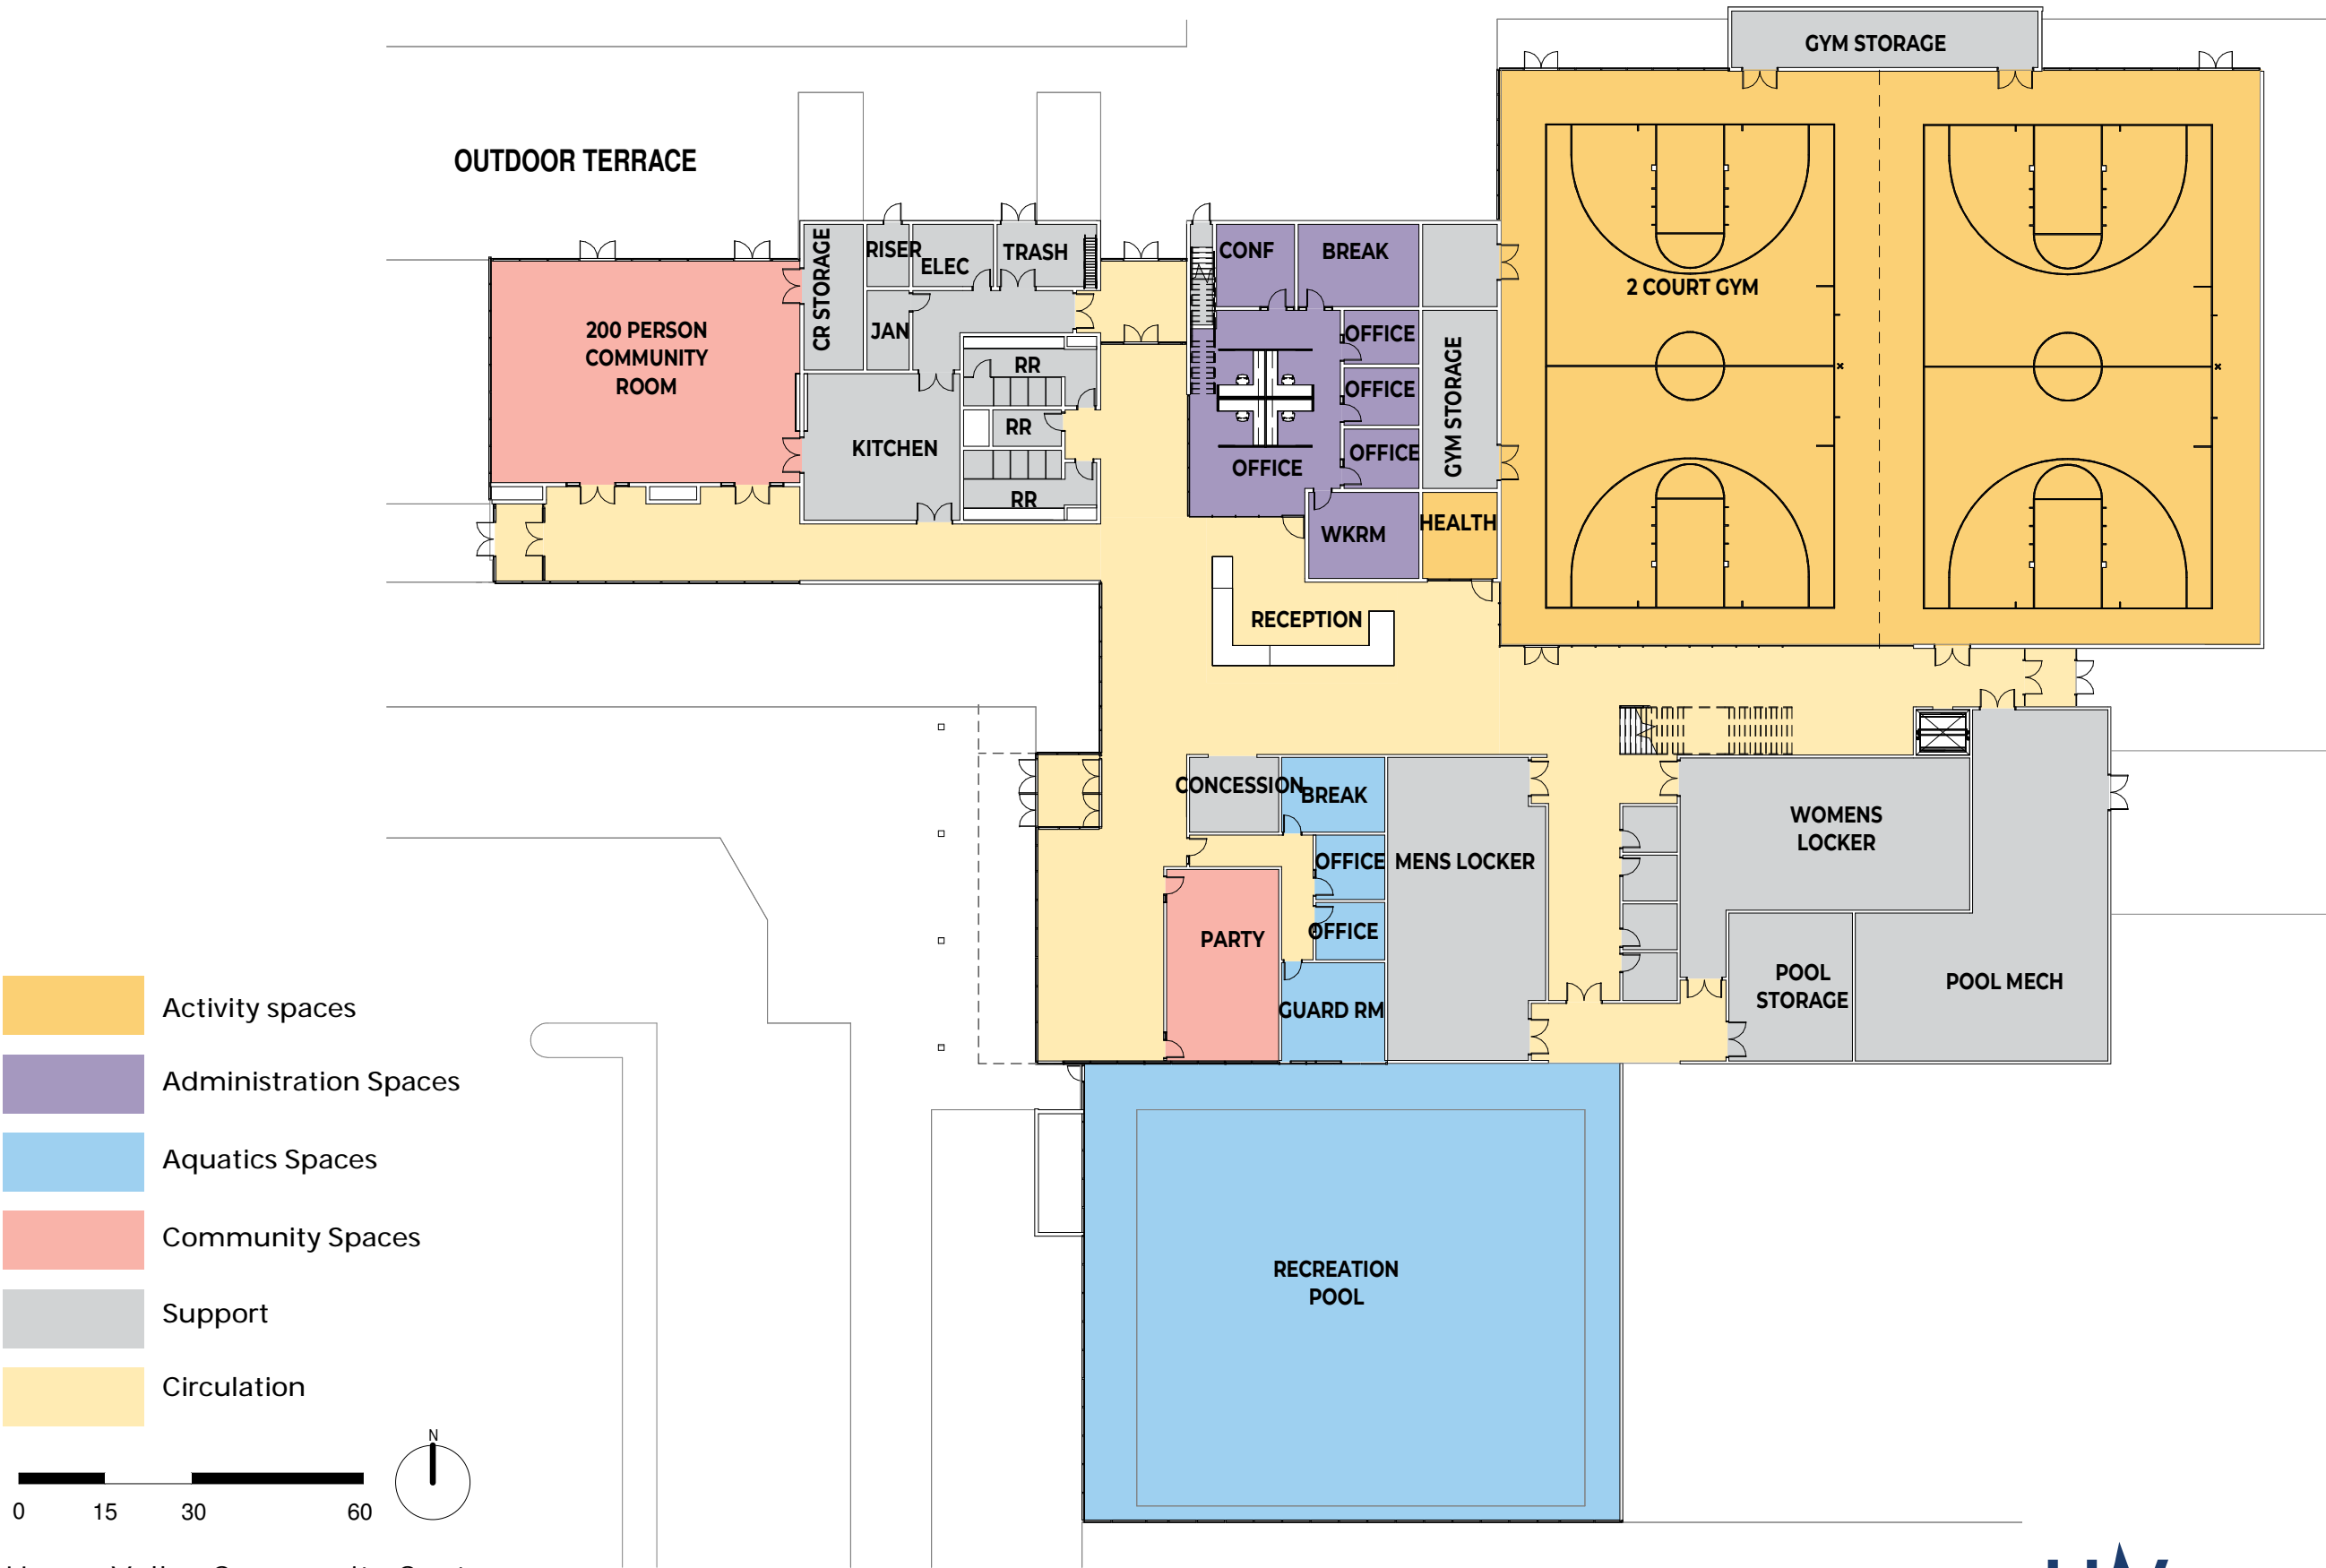 GYM STORAGE
OUTDOOR TERRACE
CR STORAGE
RISER
ELEC
TRASH
CONF
BREAK
2 COURT GYM
200 PERSON
COMMUNITY
ROOM
JAN
RR
OFFICE
OFFICE
GYM STORAGE
RR
KITCHEN
OFFICE
OFFICE
RR
WKRM
HEALTH
RECEPTION
CONCESSION
BREAK
WOMENS
LOCKER
OFFICE
MENS LOCKER
OFFICE
PARTY
POOL
STORAGE
POOL MECH
GUARD RM
Activity spaces
Administration Spaces
Aquatics Spaces
Community Spaces
Support
Circulation
RECREATION
POOL
N
0 15 30 60